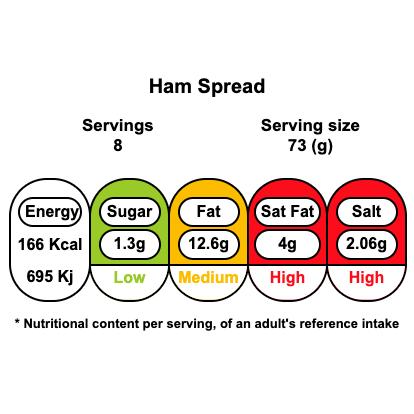 Ham Spread
Servings Serving size
8 73 (g)
Energy Sugar Fat Sat Fat Salt
166 Kcal 1.3g 12.6g 4g 2.06g
695 Kj Low Medium High High
* Nutritional content per serving, of an adult's reference intake